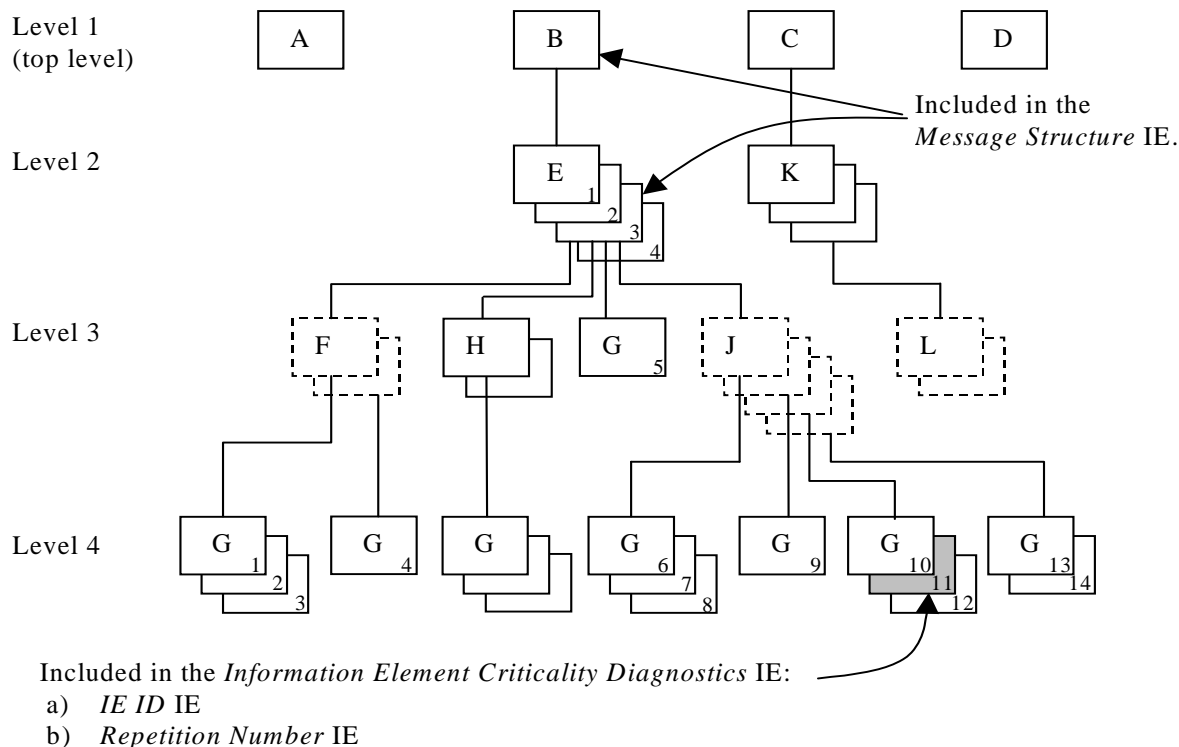 Level 1
(top level)
A
B
C
D
Included in the
Message Structure IE.
Level 2
E
1
2
3
4
K
Level 3
F
H
G
5
J
L
Level 4
G
1
2
3
G
4
G
G
6
7
8
G
9
G
10
11
12
G
13
14
Included in the Information Element Criticality Diagnostics IE:
a) IE ID IE
b) Repetition Number IE